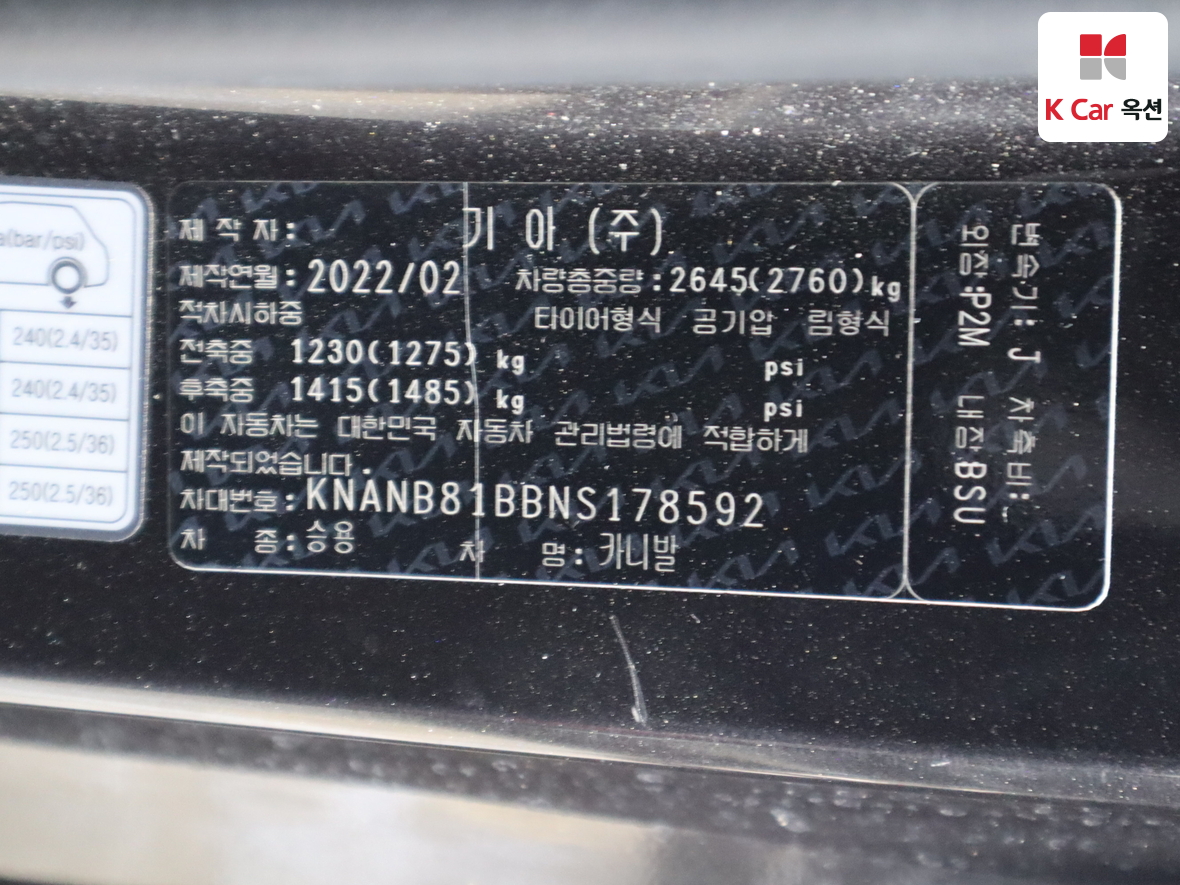 K Car 옥션
a(bar/psi)
240(2.4/35)
240(2.4/35)
250(2.5/36)
250(2.5/36)
제 작 자: 기 아 (주)
제작연월: 2022/02 차량총중량: 2645(2760)kg
적차시하중 타이어형식 공기압 림형식
전축중 1230(1275) kg psi
후축중 1415(1485) kg psi
이 자동차는 대한민국 자동차 관리법령에 적합하게
제작되었습니다.
차대번호: KNANB81BBNS178592
차 종: 승용 차 명: 카니발
변속기: J 차축비: _
외장:P2M 내장BSU